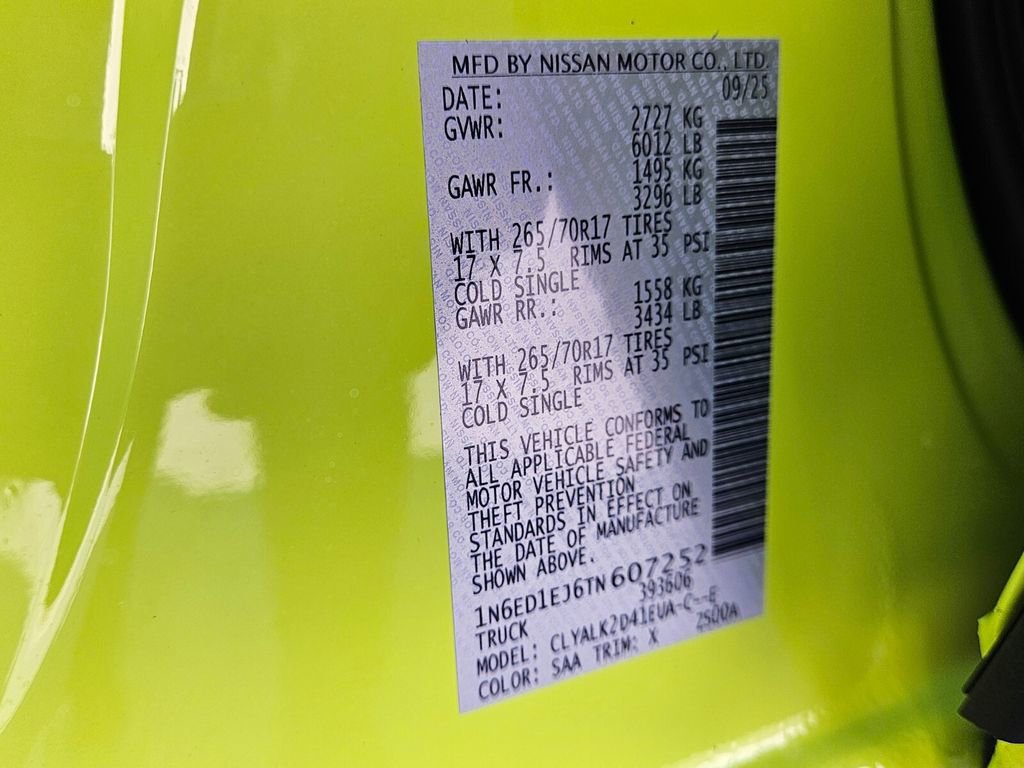 MFD BY NISSAN MOTOR CO., LTD.
DATE: 09/25
GVWR: 2727 KG
6012 LB
GAWR FR.: 1495 KG
3296 LB
WITH 265/70R17 TIRES
17 X 7.5 RIMS AT 35 PSI
COLD SINGLE
GAWR RR.: 1558 KG
3434 LB
WITH 265/70R17 TIRES
17 X 7.5 RIMS AT 35 PSI
COLD SINGLE
THIS VEHICLE CONFORMS TO
ALL APPLICABLE FEDERAL
MOTOR VEHICLE SAFETY AND
THEFT PREVENTION
STANDARDS IN EFFECT ON
THE DATE OF MANUFACTURE
SHOWN ABOVE.
1N6ED1EJ6TN607252
TRUCK 393606
MODEL: CLYALK2D41EUA-C--E
COLOR: SAA TRIM: X 2500A